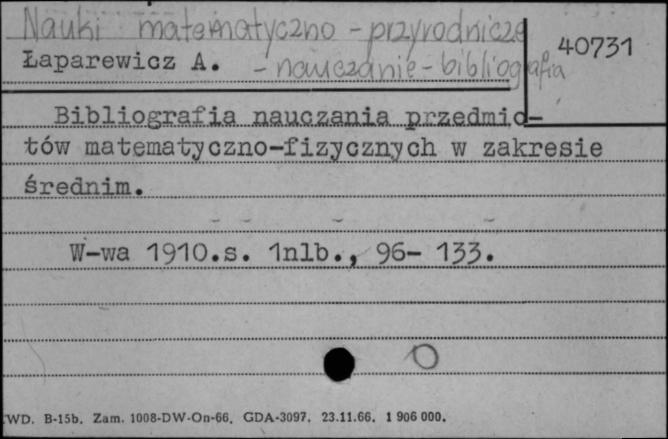 Nauki matematyczno-przyrodnicze
- nauczanie - bibliografia
40731
Łaparewicz A.
Bibliografia nauczania przedmio-
tów matematyczno-fizycznych w zakresie
średnim.
W-wa 1910.s. 1nlb., 96- 133.
WD. B-15b. Zam. 1008-DW-On-66. GDA-3097. 23.11.66. 1 906 000.